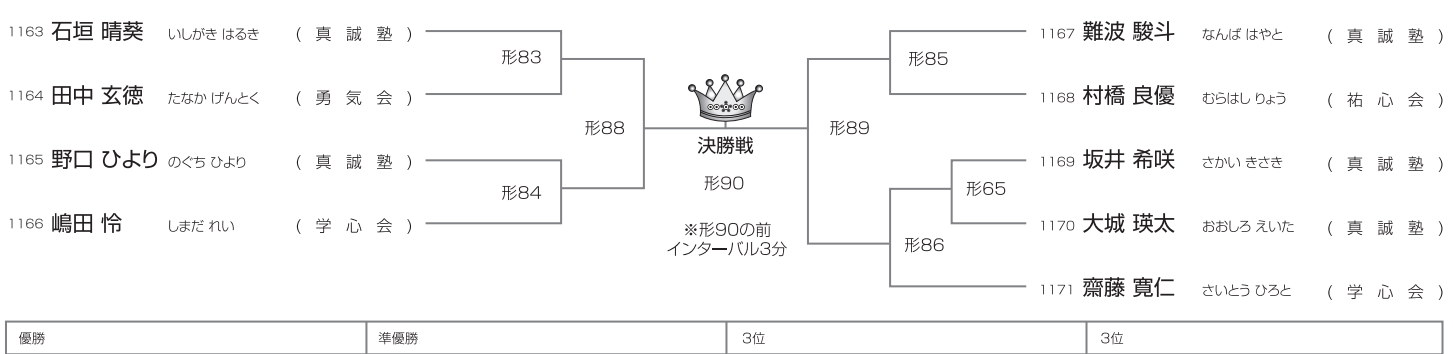 1163 石垣 晴葵 いしがき はるき ( 真 誠 塾 )
形83
1164 田中 玄徳 たなか げんとく ( 勇 気 会 )
形88
1165 野口 ひより のぐち ひより ( 真 誠 塾 )
形84
1166 嶋田 怜 しまだ れい ( 学 心 会 )
決勝戦
形90
※形90の前
インターバル3分
1167 難波 駿斗 なんば はやと ( 真 誠 塾 )
形85
1168 村橋 良優 むらはし りょう ( 祐 心 会 )
形89
1169 坂井 希咲 さかい きさき ( 真 誠 塾 )
形65
1170 大城 瑛太 おおしろ えいた ( 真 誠 塾 )
形86
1171 齋藤 寛仁 さいとう ひろと ( 学 心 会 )
優勝 準優勝 3位 3位